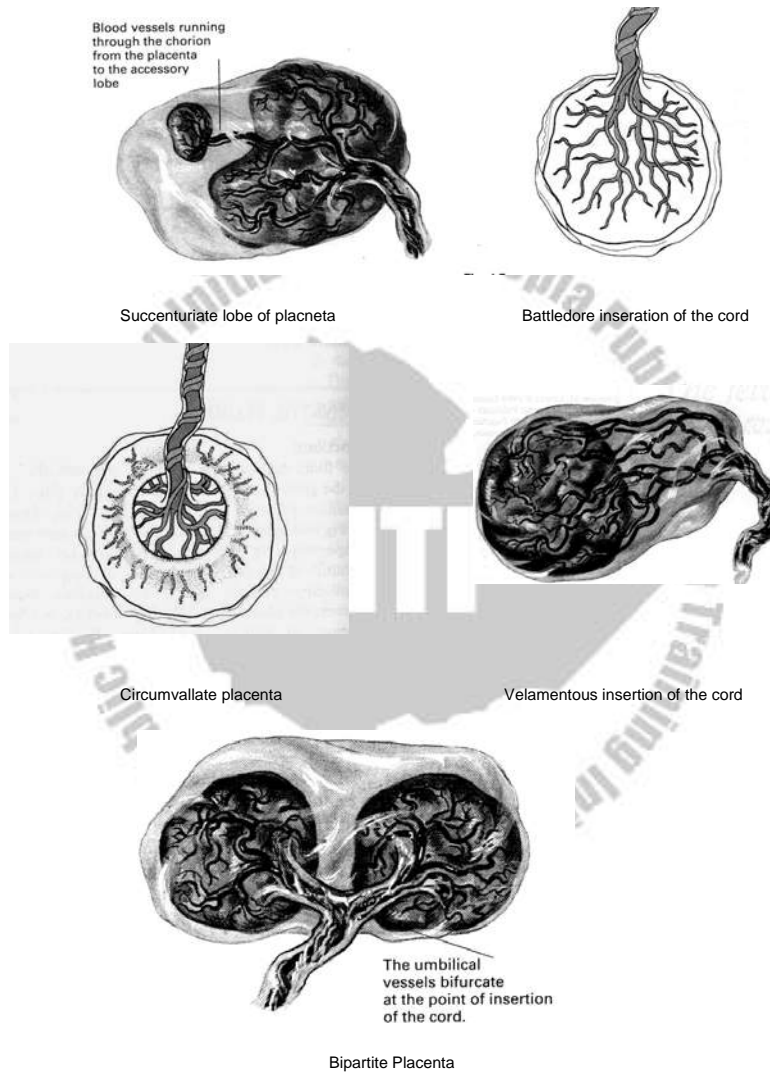 Blood vessels running
through the chorion
from the placenta
to the accessory
lobe
Succenturiate lobe of placneta
Battledore inseration of the cord
Circumvallate placenta
Velamentous insertion of the cord
The umbilical
vessels bifurcate
at the point of insertion
of the cord.
Bipartite Placenta